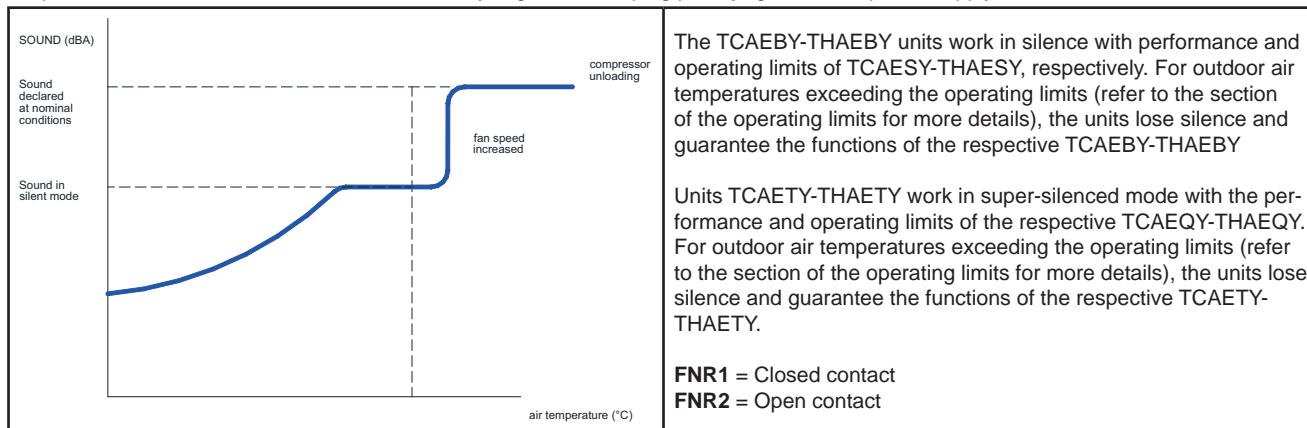 SOUND (dBA)
Sound
declared
at nominal
conditions
compressor
unloading
fan speed
increased
Sound in
silent mode
air temperature (°C)
The TCAEBY-THAEBY units work in silence with performance and
operating limits of TCAESY-THAESY, respectively. For outdoor air
temperatures exceeding the operating limits (refer to the section
of the operating limits for more details), the units lose silence and
guarantee the functions of the respective TCAEBY-THAEBY
Units TCAETY-THAETY work in super-silenced mode with the per-
formance and operating limits of the respective TCAEQY-THAEQY.
For outdoor air temperatures exceeding the operating limits (refer
to the section of the operating limits for more details), the units lose
silence and guarantee the functions of the respective TCAETY-
THAETY.
FNR1 = Closed contact
FNR2 = Open contact